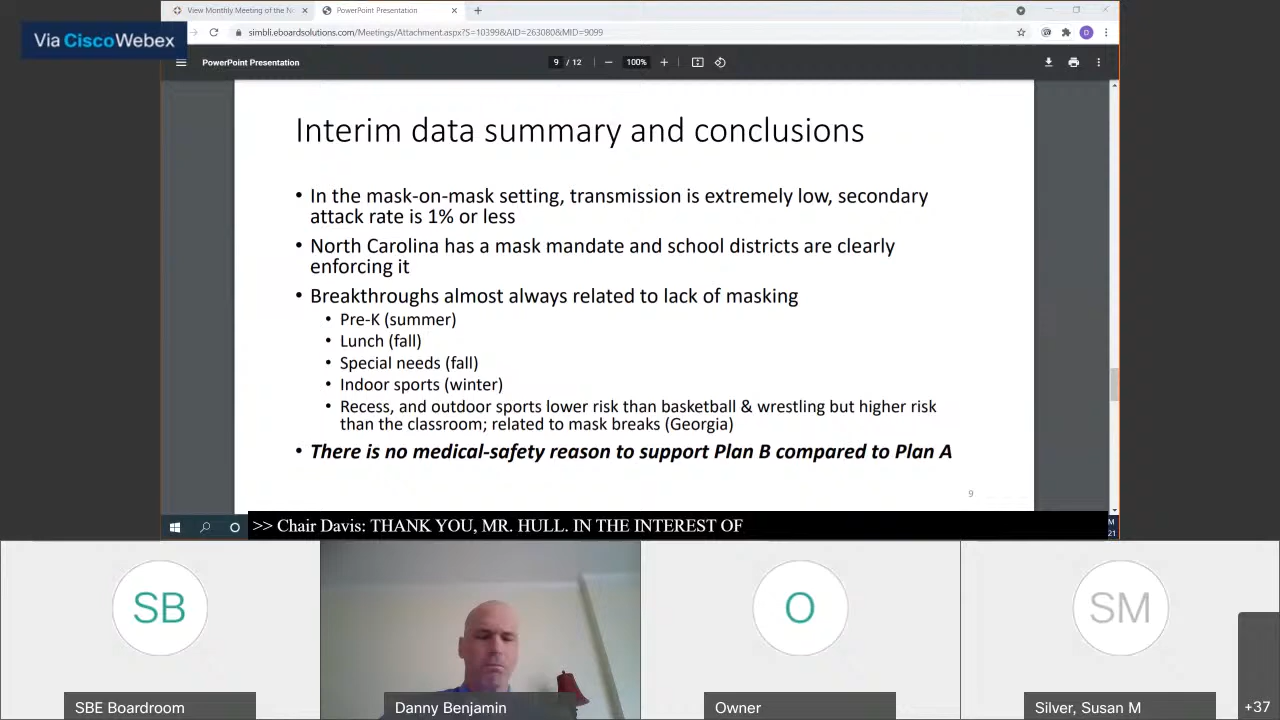 View Monthly Meeting of the N
PowerPoint Presentation
Via CiscoWebex
simbli.eboardsolutions.com/Meetings/Attachment.aspx?S=10399&AID=2630800&MID=9099
D
PowerPoint Presentation
9 / 12
100%
Interim data summary and conclusions
• In the mask-on-mask setting, transmission is extremely low, secondary
attack rate is 1% or less
• North Carolina has a mask mandate and school districts are clearly
enforcing it
• Breakthroughs almost always related to lack of masking
• Pre-K (summer)
• Lunch (fall)
• Special needs (fall)
• Indoor sports (winter)
• Recess, and outdoor sports lower risk than basketball & wrestling but higher risk
than the classroom; related to mask breaks (Georgia)
• There is no medical-safety reason to support Plan B compared to Plan A
9
>> Chair Davis: THANK YOU, MR. HULL. IN THE INTEREST OF
M
21
SB
O
SM
SBE Boardroom
Danny Benjamin
Owner
Silver, Susan M
+37